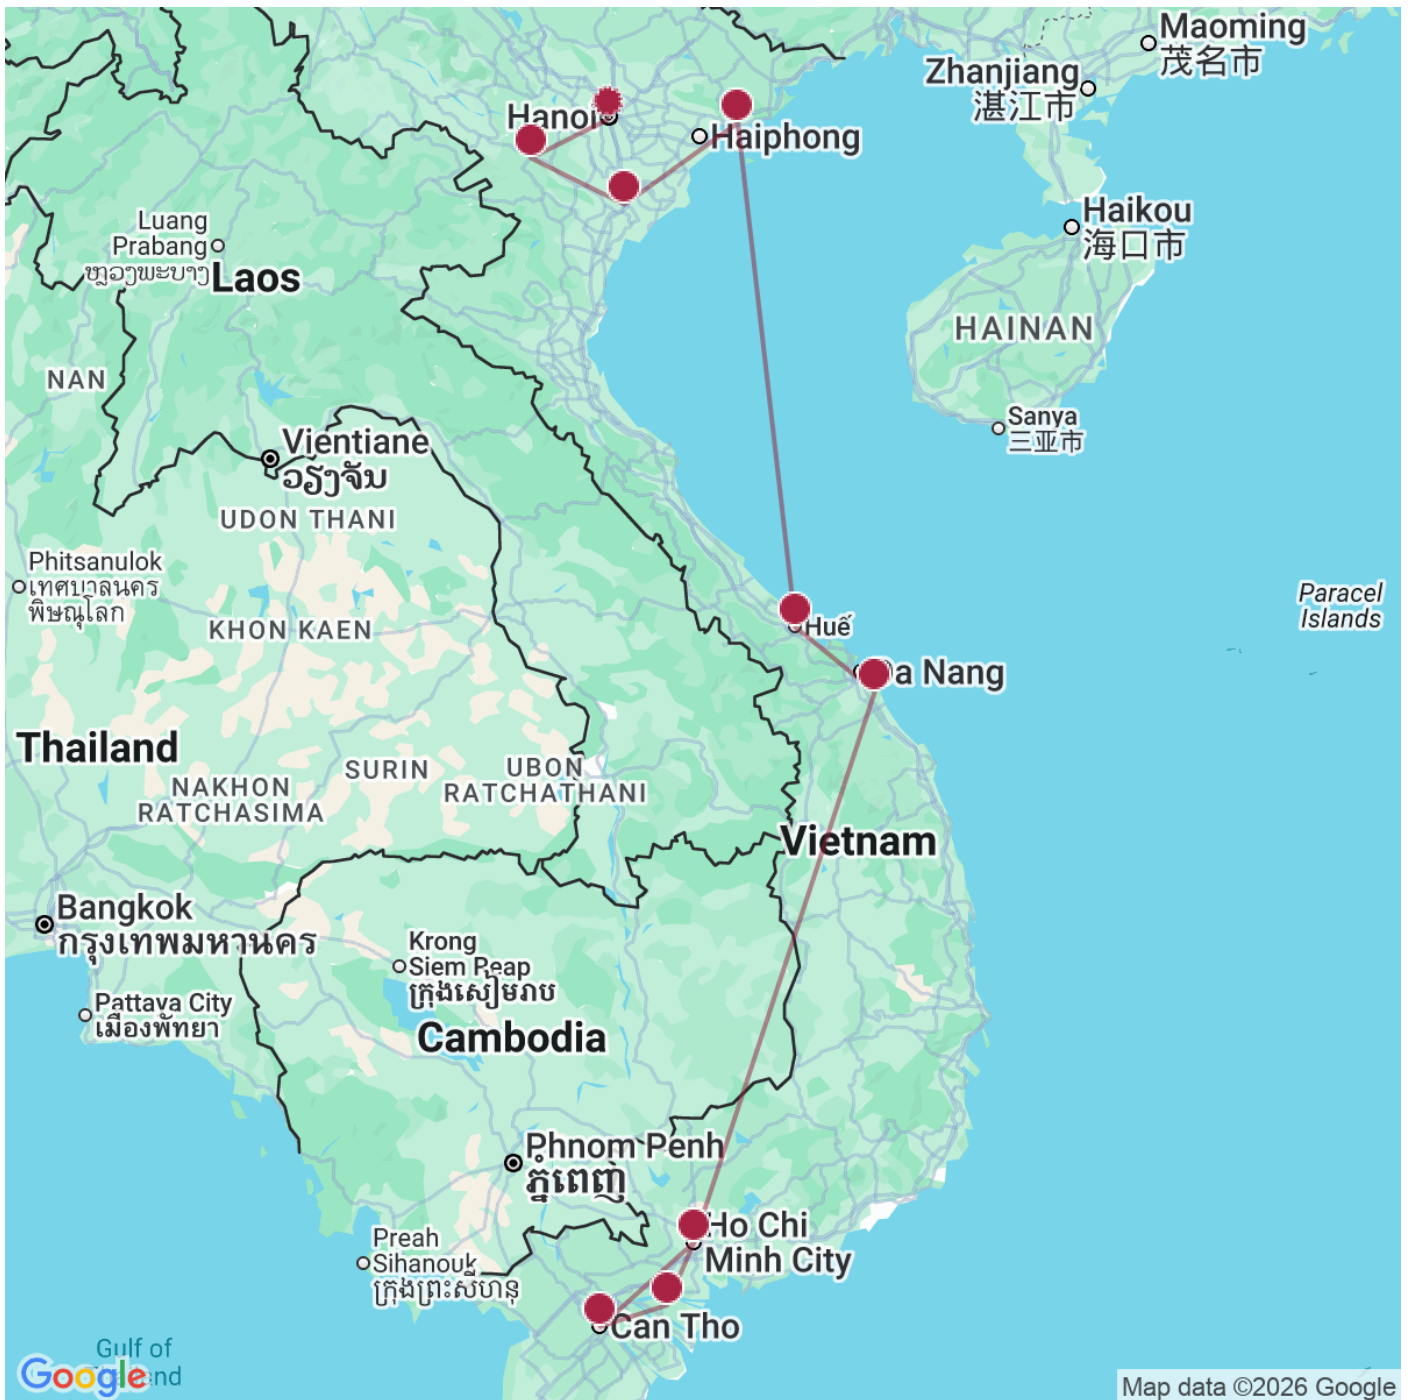 Maoming
茂名市
Zhanjiang
湛江市
Hanoi
Haiphong
Haikou
海口市
Luang
Prabang
ຫຼວງພະບາງ
Laos
HAINAN
NAN
Sanya
三亚市
Vientiane
ວຽງຈັນ
UDON THANI
Phitsanulok
เทศบาลนคร
พิษณุโลก
Paracel
Islands
KHON KAEN
Huế
a Nang
Thailand
SURIN
UBON
RATCHATHANI
NAKHON
RATCHASIMA
Vietnam
Bangkok
กรุงเทพมหานคร
Krong
Siem Reap
ក្រុងសៀមរាប
Pattaya City
เมืองพัทยา
Cambodia
Phnom Penh
ភ្នំពេញ
Ho Chi
Minh City
Preah
Sihanouk
ក្រុងព្រះសីហនុ
Can Tho
Gulf of
nd
Google
Map data ©2026 Google